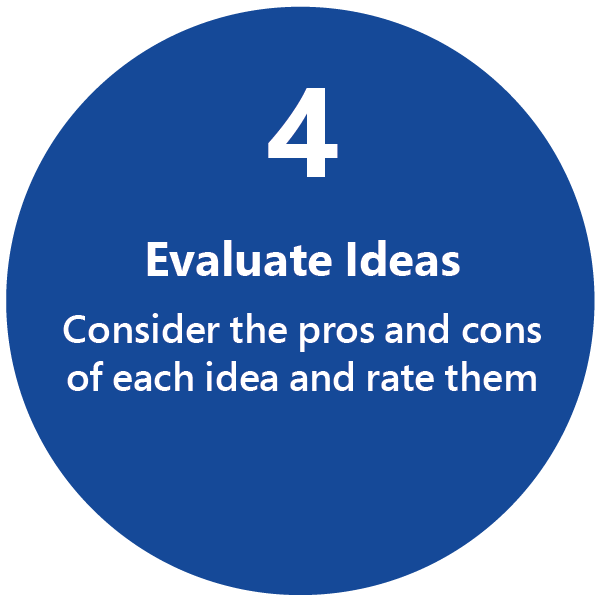 4
Evaluate Ideas
Consider the pros and cons
of each idea and rate them